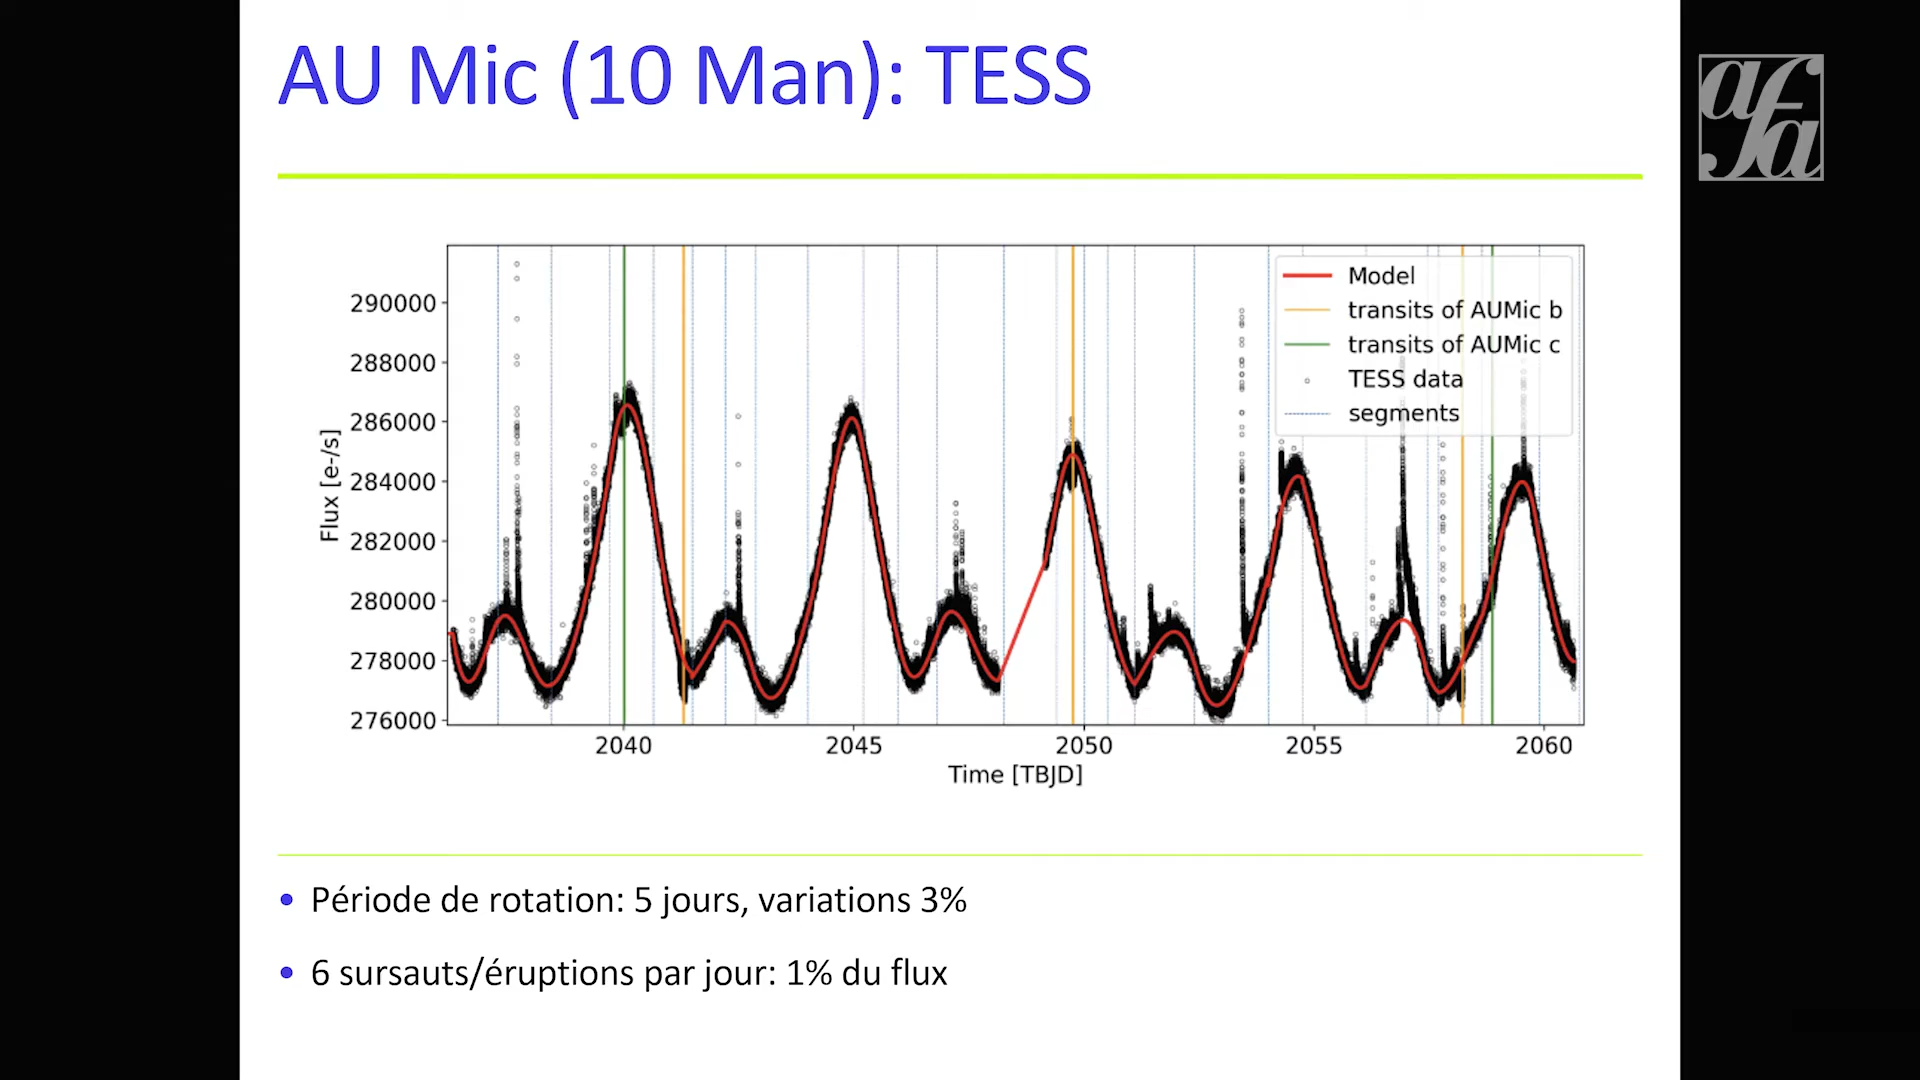 AU Mic (10 Man): TESS
afa
Model
transits of AUMic b
transits of AUMic c
TESS data
segments
Flux [e-/s]
290000
288000
286000
284000
282000
280000
278000
276000
2040 2045 2050 2055 2060
Time [TBJD]
• Période de rotation: 5 jours, variations 3%
• 6 sursauts/éruptions par jour: 1% du flux